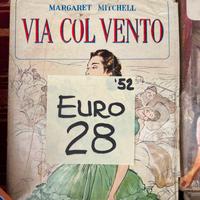 MARGARET MITCHELL
VIA COL VENTO
'52
EURO
28